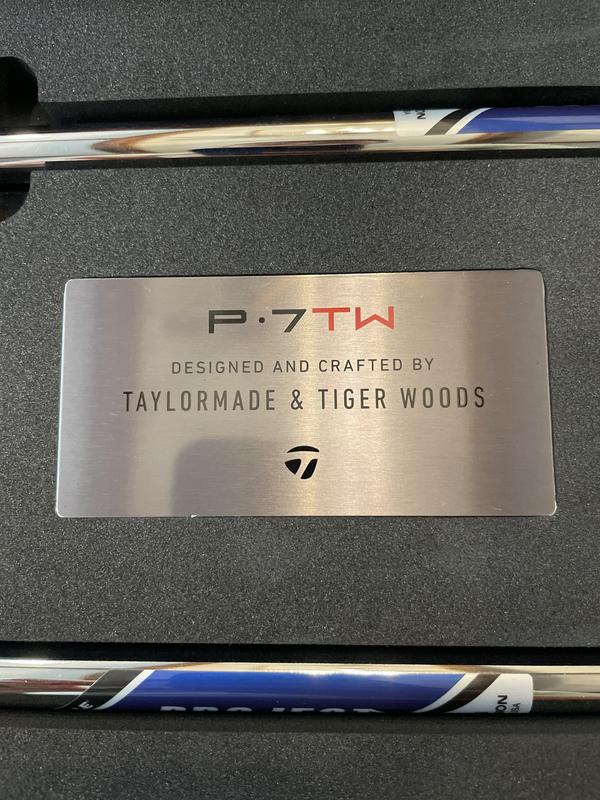 P·7TW
DESIGNED AND CRAFTED BY
TAYLORMADE & TIGER WOODS